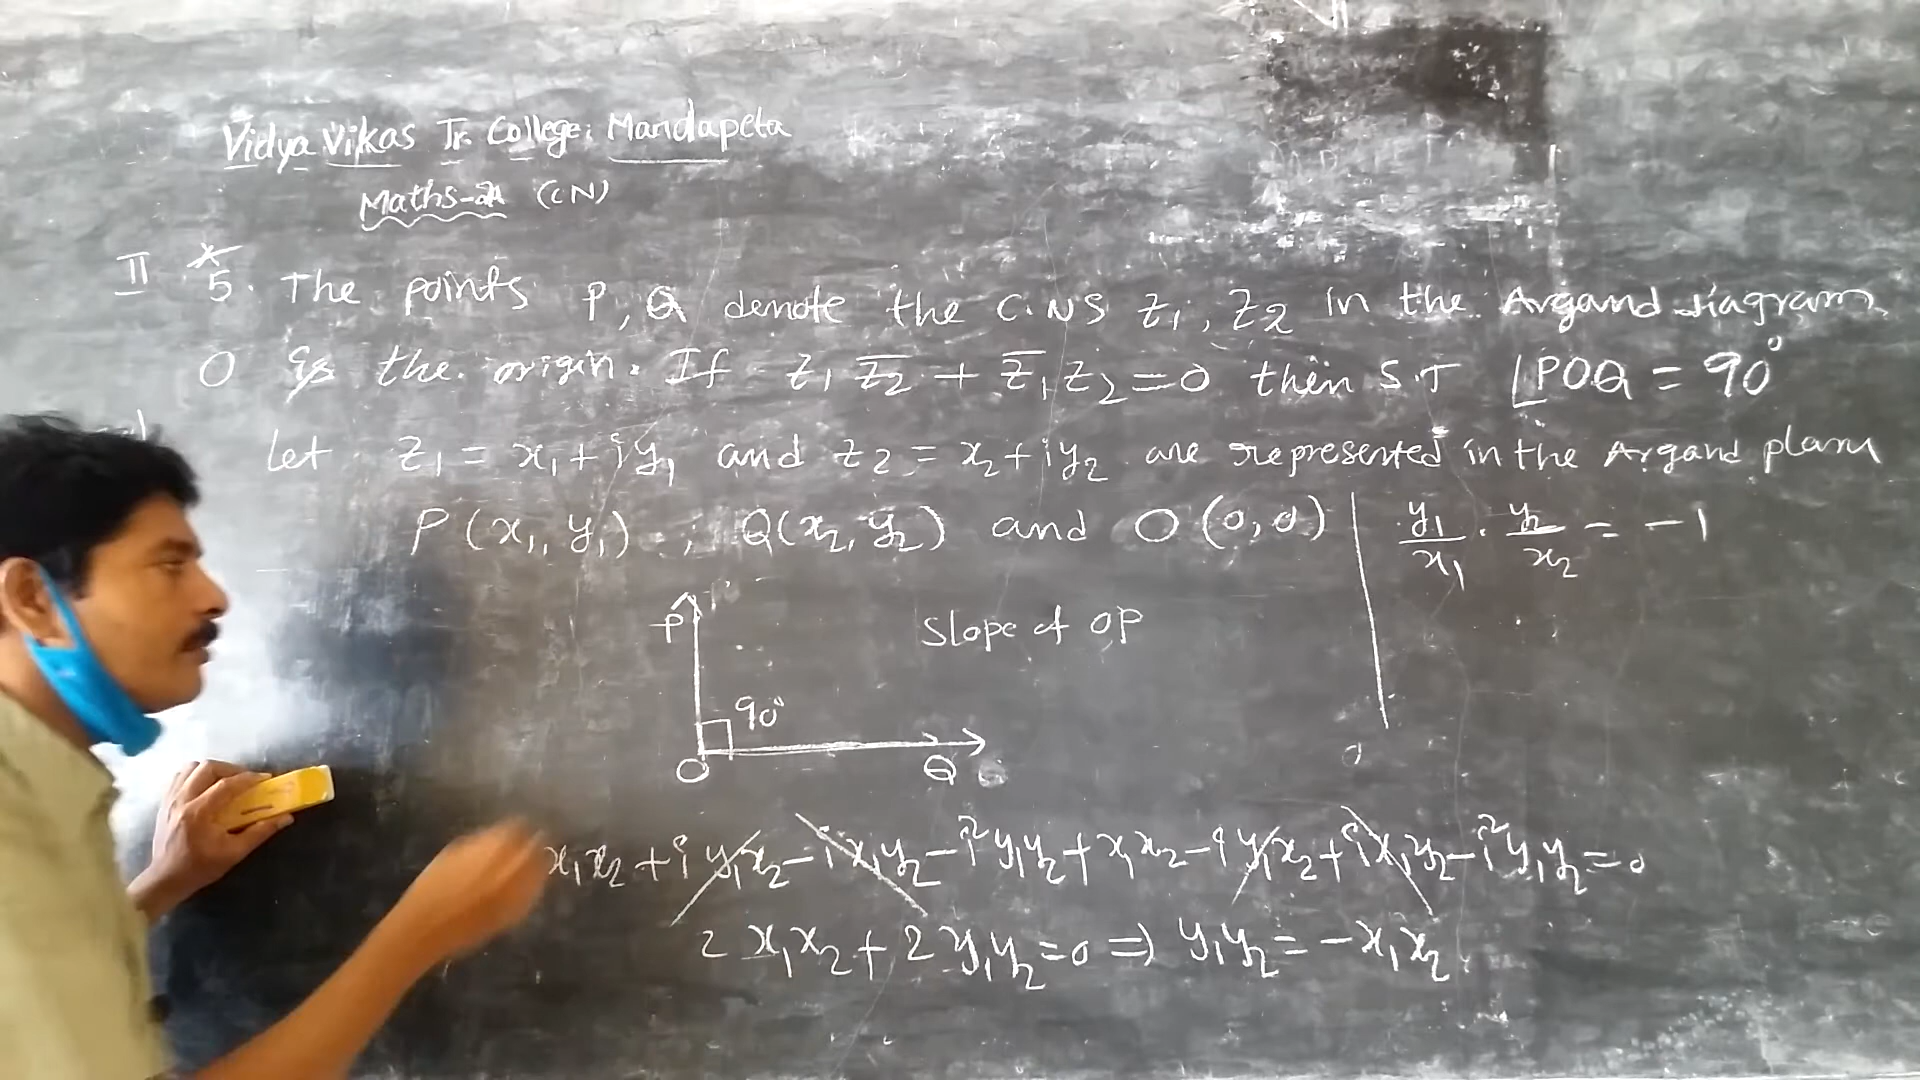 Vidya Vikas Jr. College: Mandapeta
Maths-2A (CN)
II * 5. The points P, Q denote the C.NS z₁, z₂ in the Argand diagram
O is the origin. If z₁z̅₂ + z̅₁z₂ = 0 then S.T ∠POQ = 90°
Let z₁ = x₁ + iy₁ and z₂ = x₂ + iy₂ are represented in the Argand plane
P(x₁, y₁) ; Q(x₂, y₂) and O(0,0)
y₁/x₁ · y₂/x₂ = -1
P
Slope of OP
90°
O Q
x₁x₂ + iy₁x₂ - ix₁y₂ - i²y₁y₂ + x₁x₂ - iy₁x₂ + ix₁y₂ - i²y₁y₂ = 0
2x₁x₂ + 2y₁y₂ = 0 ⇒ y₁y₂ = -x₁x₂